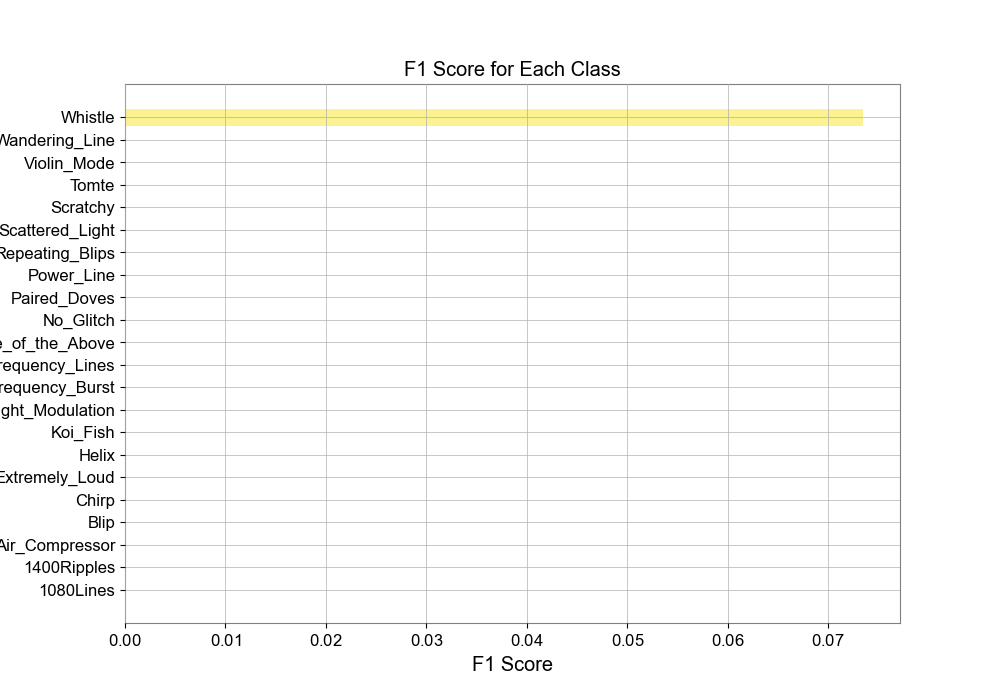 F1 Score for Each Class
Whistle
Wandering_Line
Violin_Mode
Tomte
Scratchy
Scattered_Light
Repeating_Blips
Power_Line
Paired_Doves
No_Glitch
e_of_the_Above
requency_Lines
requency_Burst
ght_Modulation
Koi_Fish
Helix
Extremely_Loud
Chirp
Blip
Air_Compressor
1400Ripples
1080Lines
0.00 0.01 0.02 0.03 0.04 0.05 0.06 0.07
F1 Score